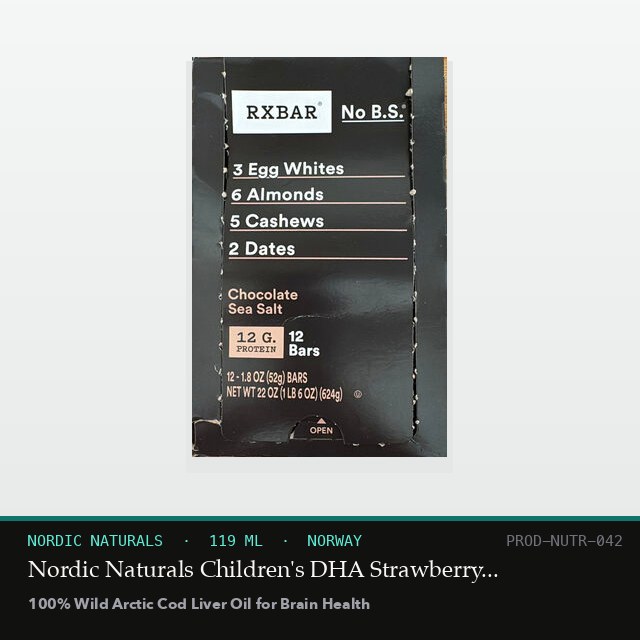 RXBAR® No B.S.®
3 Egg Whites
6 Almonds
5 Cashews
2 Dates
Chocolate
Sea Salt
12 G. PROTEIN
12 Bars
12 - 1.8 OZ (52g) BARS
NET WT 22 OZ (1 LB 6 OZ) (624g)
OPEN
NORDIC NATURALS · 119 ML · NORWAY PROD–NUTR–042
Nordic Naturals Children's DHA Strawberry...
100% Wild Arctic Cod Liver Oil for Brain Health